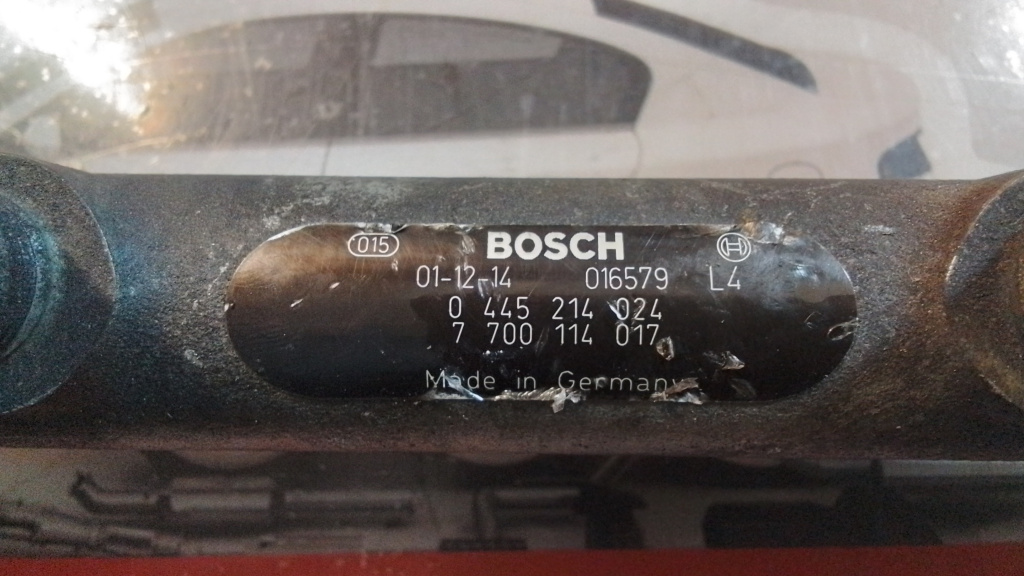 015 BOSCH H
01-12-14 016579 L4
0 445 214 024
7 700 114 017
Made in Germany